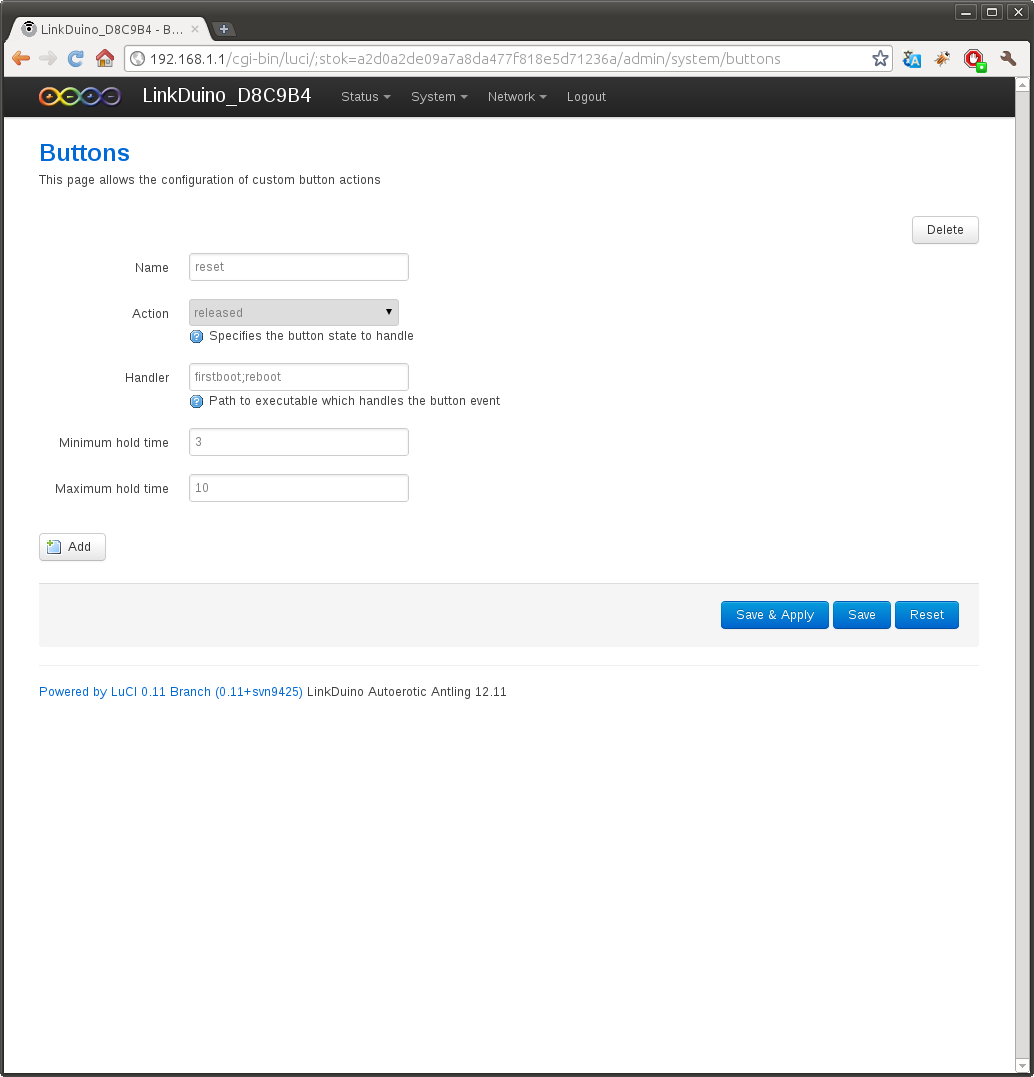 LinkDuino_D8C9B4 - B...
192.168.1.1/cgi-bin/luci/;stok=a2d0a2de09a7a8da477f818e5d71236a/admin/system/buttons
LinkDuino_D8C9B4 Status System Network Logout
Buttons
This page allows the configuration of custom button actions
Delete
Name reset
Action released
Specifies the button state to handle
Handler firstboot;reboot
Path to executable which handles the button event
Minimum hold time 3
Maximum hold time 10
Add
Save & Apply Save Reset
Powered by LuCI 0.11 Branch (0.11+svn9425) LinkDuino Autoerotic Antling 12.11